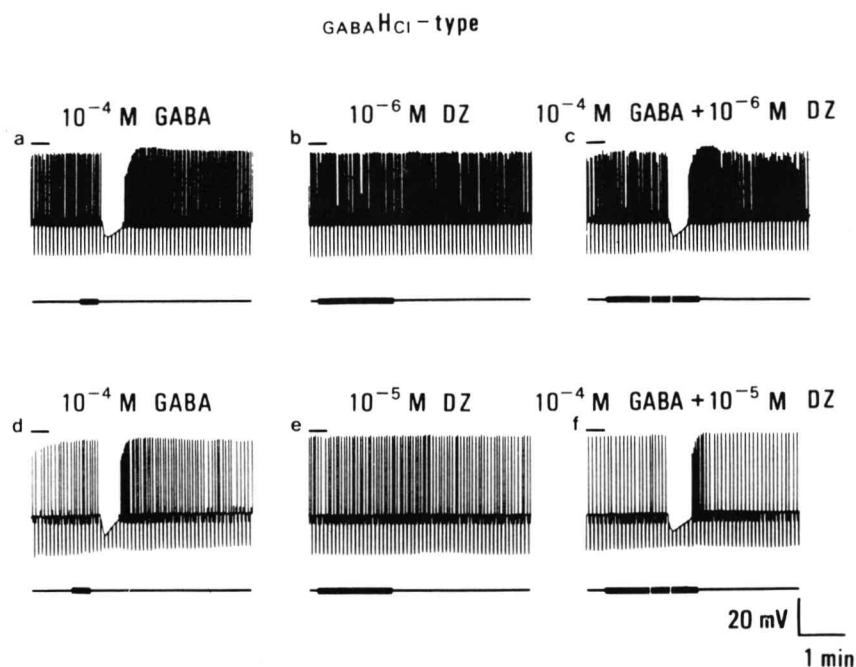 GABAHCl - type
10⁻⁴ M GABA
10⁻⁶ M DZ
10⁻⁴ M GABA + 10⁻⁶ M DZ
a
b
c
10⁻⁴ M GABA
10⁻⁵ M DZ
10⁻⁴ M GABA + 10⁻⁵ M DZ
d
e
f
20 mV
1 min